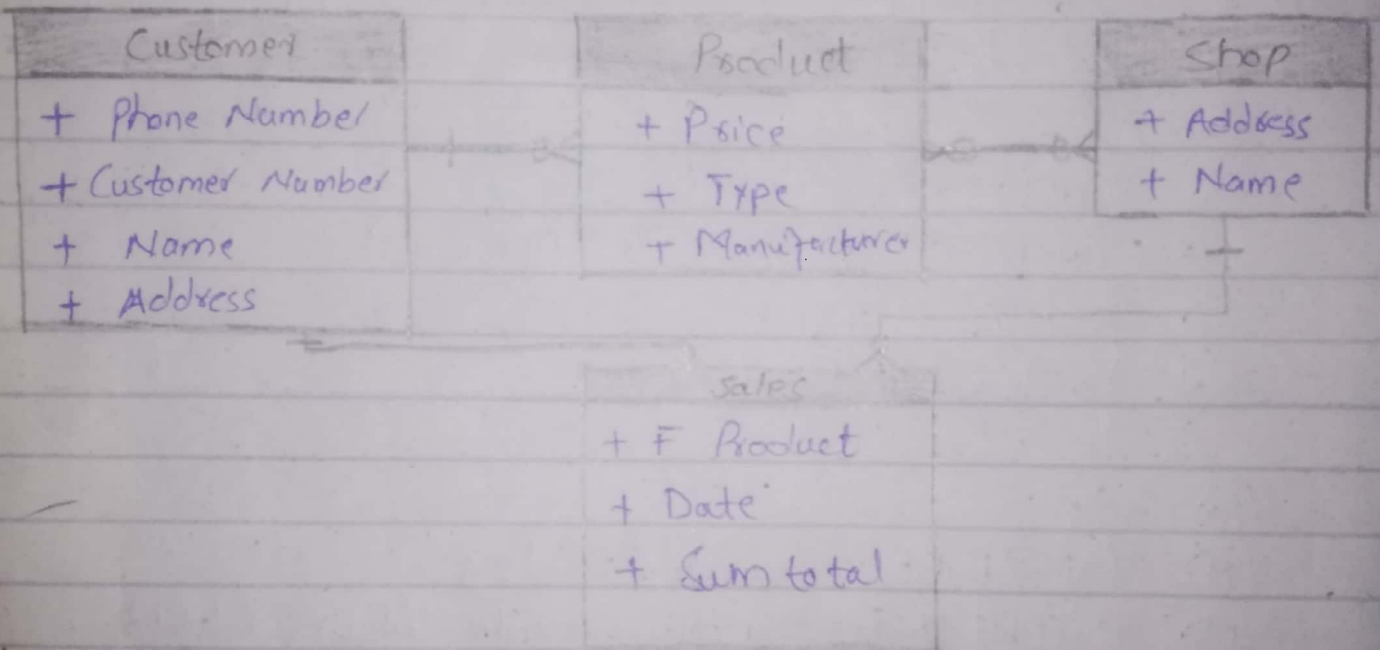 Customer
+ Phone Number
+ Customer Number
+ Name
+ Address
Product
+ Price
+ Type
+ Manufacturer
Shop
+ Address
+ Name
Sales
+ F Product
+ Date
+ Sum total